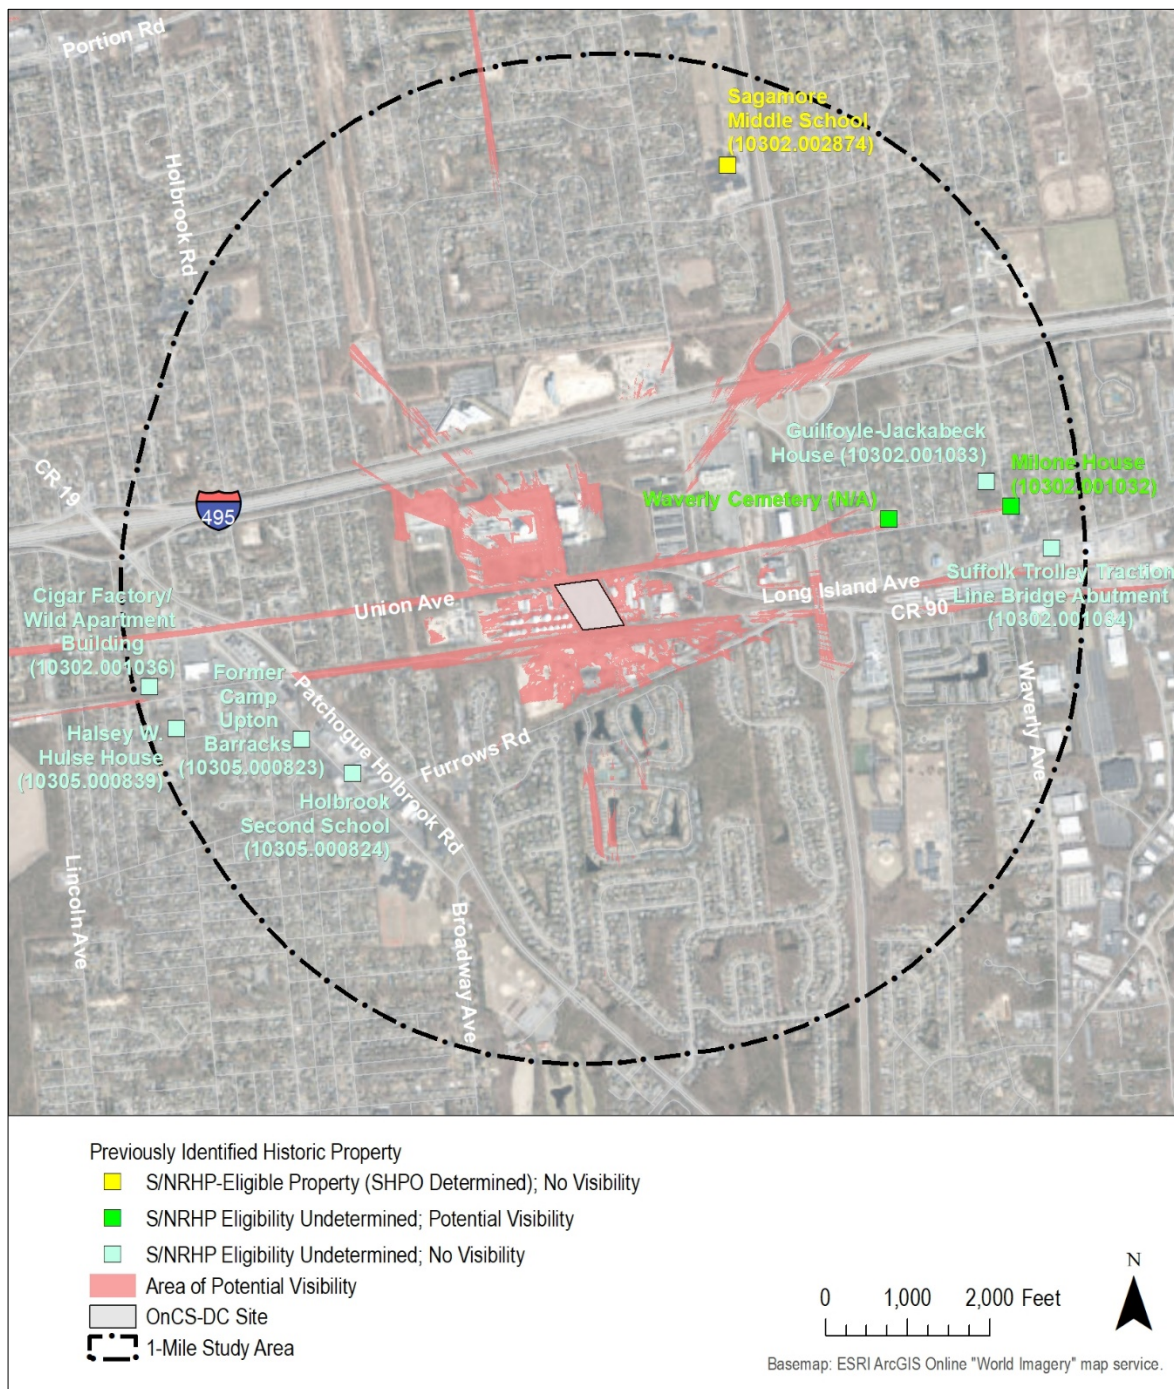 Portion Rd
Sagamore
Middle School
(10302.002874)
Holbrook Rd
Guilfoyle-Jackabeck
House (10302.001033)
Milone House
(10302.001032)
CR 19
495
Waverly Cemetery (N/A)
Suffolk Trolley Traction
Line Bridge Abutment
(10302.001034)
Long Island Ave
CR 90
Union Ave
Cigar Factory/
Wild Apartment
Building
(10302.001036)
Former
Camp
Upton
Barracks
(10305.000823)
Halsey W.
Hulse House
(10305.000839)
Patchogue Holbrook Rd
Furrows Rd
Waverly Ave
Holbrook
Second School
(10305.000824)
Lincoln Ave
Broadway Ave
Previously Identified Historic Property
S/NRHP-Eligible Property (SHPO Determined); No Visibility
S/NRHP Eligibility Undetermined; Potential Visibility
S/NRHP Eligibility Undetermined; No Visibility
Area of Potential Visibility
OnCS-DC Site
1-Mile Study Area
N
0 1,000 2,000 Feet
Basemap: ESRI ArcGIS Online "World Imagery" map service.